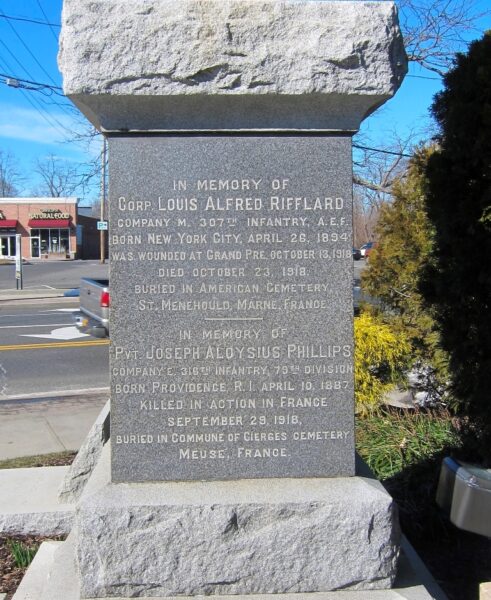 NATURAL FOOD
IN MEMORY OF
CORP. LOUIS ALFRED RIFFLARD
COMPANY M. 307TH INFANTRY, A.E.F.
BORN NEW YORK CITY, APRIL 26, 1894
WAS WOUNDED AT GRAND PRE, OCTOBER 13, 1918
DIED OCTOBER 23, 1918.
BURIED IN AMERICAN CEMETERY,
ST. MENEHOULD, MARNE, FRANCE.
IN MEMORY OF
PVT JOSEPH ALOYSIUS PHILLIPS
COMPANY E. 316TH INFANTRY, 79TH DIVISION
BORN PROVIDENCE, R.I. APRIL 10, 1887
KILLED IN ACTION IN FRANCE
SEPTEMBER 29, 1918,
BURIED IN COMMUNE OF CIERGES CEMETERY
MEUSE, FRANCE.